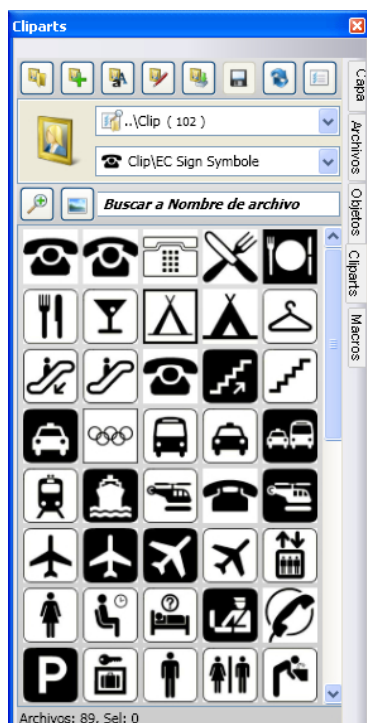 Cliparts
..\Clip ( 102 )
Clip\EC Sign Symbole
Buscar a Nombre de archivo
Capa
Archivos
Objetos
Cliparts
Macros
?
P
Archivos: 89, Sel: 0